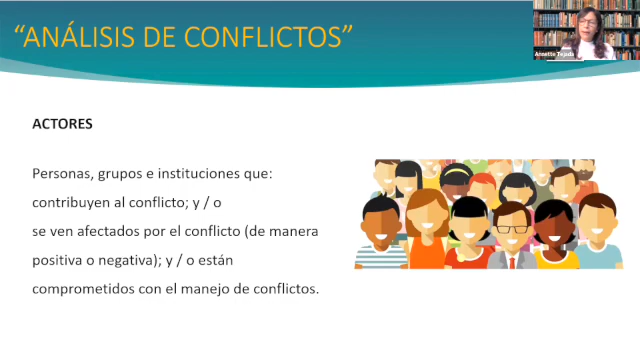 “ANÁLISIS DE CONFLICTOS”
Annette Tejada
ACTORES
Personas, grupos e instituciones que:
contribuyen al conflicto; y / o
se ven afectados por el conflicto (de manera
positiva o negativa); y / o están
comprometidos con el manejo de conflictos.